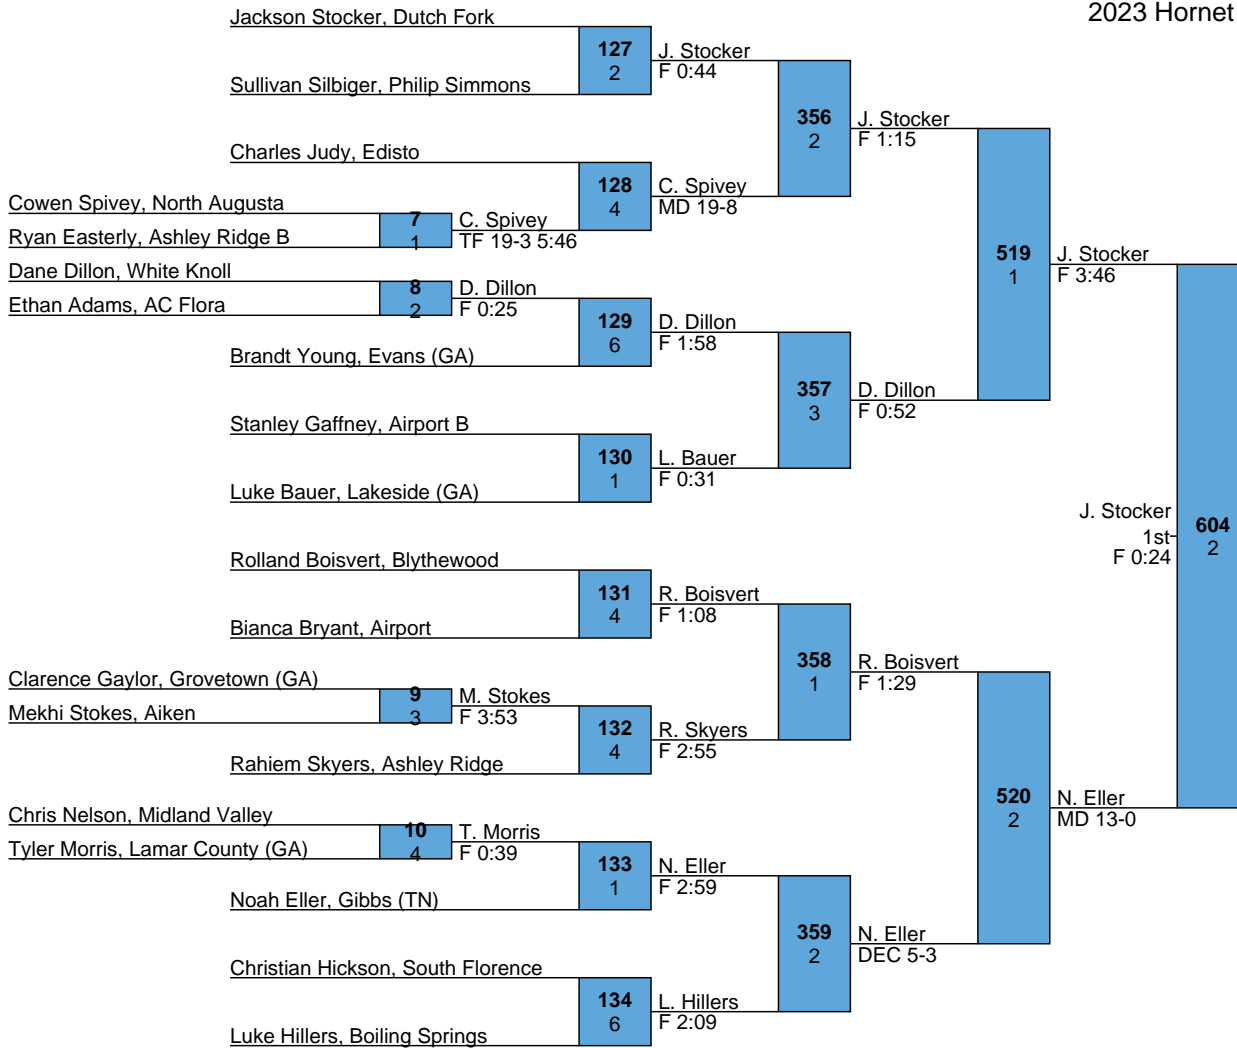 2023 Hornet
Jackson Stocker, Dutch Fork
127
2
J. Stocker
F 0:44
Sullivan Silbiger, Philip Simmons
356
2
J. Stocker
F 1:15
Charles Judy, Edisto
128
4
C. Spivey
MD 19-8
Cowen Spivey, North Augusta
7
1
C. Spivey
TF 19-3 5:46
Ryan Easterly, Ashley Ridge B
519
1
J. Stocker
F 3:46
Dane Dillon, White Knoll
8
2
D. Dillon
F 0:25
Ethan Adams, AC Flora
129
6
D. Dillon
F 1:58
Brandt Young, Evans (GA)
357
3
D. Dillon
F 0:52
Stanley Gaffney, Airport B
130
1
L. Bauer
F 0:31
Luke Bauer, Lakeside (GA)
J. Stocker
1st
F 0:24
604
2
Rolland Boisvert, Blythewood
131
4
R. Boisvert
F 1:08
Bianca Bryant, Airport
358
1
R. Boisvert
F 1:29
Clarence Gaylor, Grovetown (GA)
9
3
M. Stokes
F 3:53
Mekhi Stokes, Aiken
132
4
R. Skyers
F 2:55
Rahiem Skyers, Ashley Ridge
520
2
N. Eller
MD 13-0
Chris Nelson, Midland Valley
10
4
T. Morris
F 0:39
Tyler Morris, Lamar County (GA)
133
1
N. Eller
F 2:59
Noah Eller, Gibbs (TN)
359
2
N. Eller
DEC 5-3
Christian Hickson, South Florence
134
6
L. Hillers
F 2:09
Luke Hillers, Boiling Springs